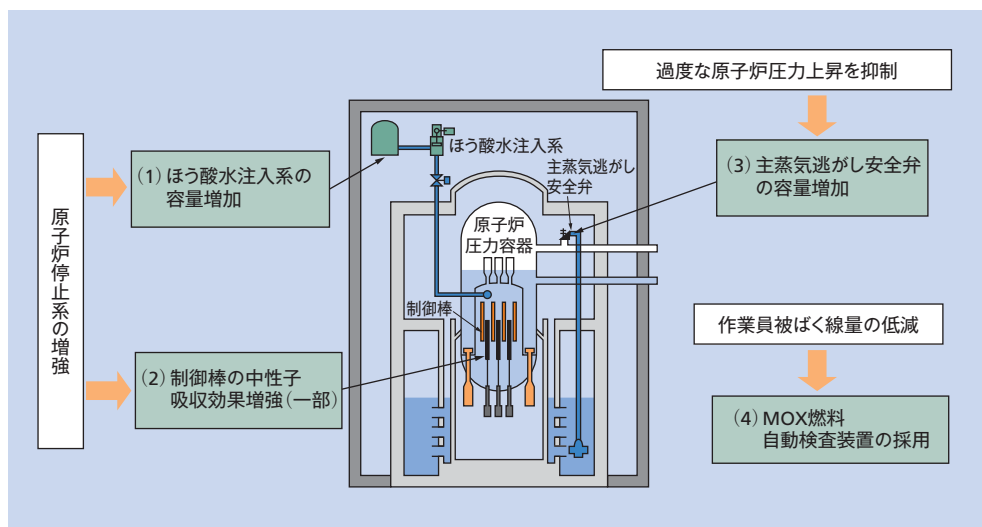 過度な原子炉圧力上昇を抑制
原子炉停止系の増強
(1)ほう酸水注入系の
容量増加
ほう酸水注入系
主蒸気逃がし
安全弁
(3)主蒸気逃がし安全弁
の容量増加
原子炉
圧力容器
制御棒
作業員被ばく線量の低減
(2)制御棒の中性子
吸収効果増強(一部)
(4)MOX燃料
自動検査装置の採用